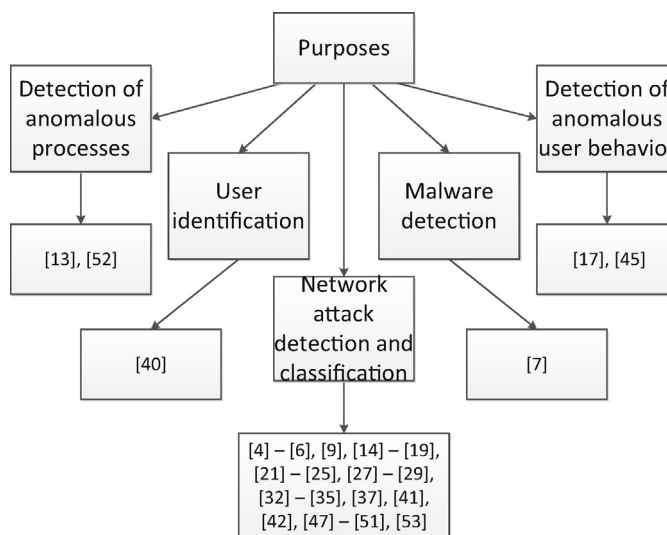 Purposes
Detection of
anomalous
processes
Detection of
anomalous
user behavio
User
identification
Malware
detection
[13], [52]
[17], [45]
Network
attack
detection and
classification
[40]
[7]
[4] – [6], [9], [14] – [19],
[21] – [25], [27] – [29],
[32] – [35], [37], [41],
[42], [47] – [51], [53]